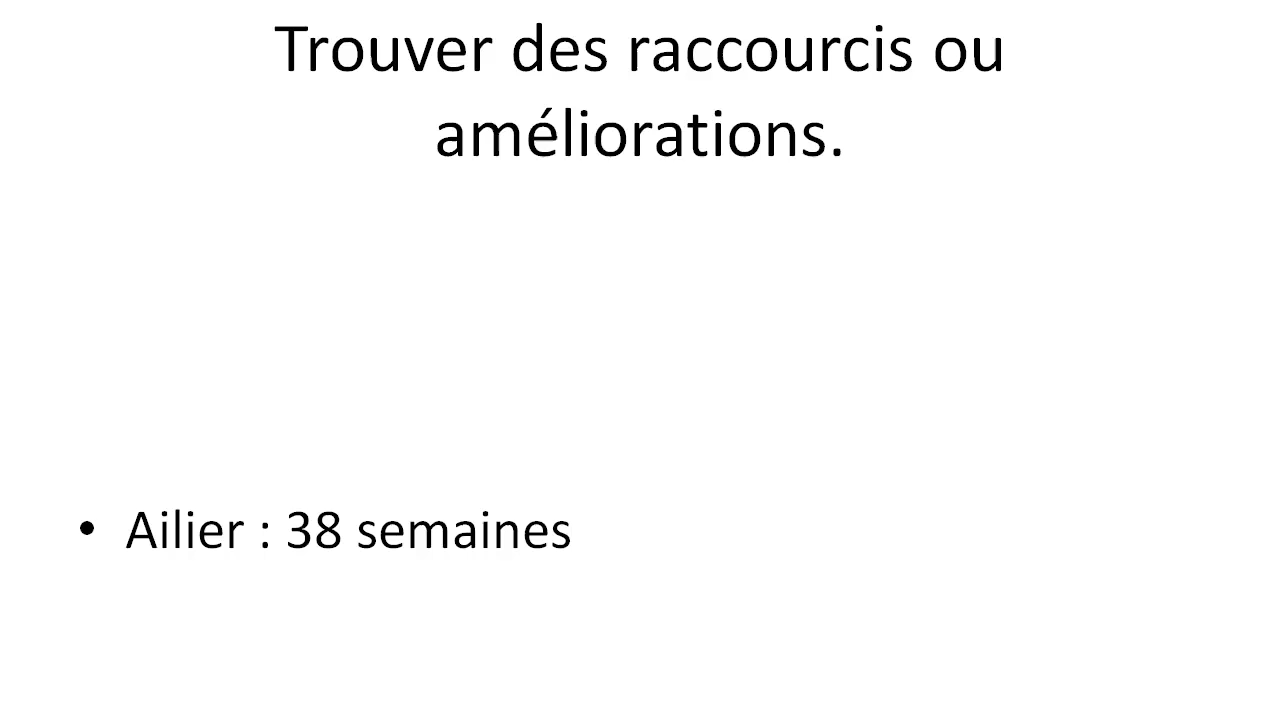 Trouver des raccourcis ou
améliorations.
• Ailier : 38 semaines